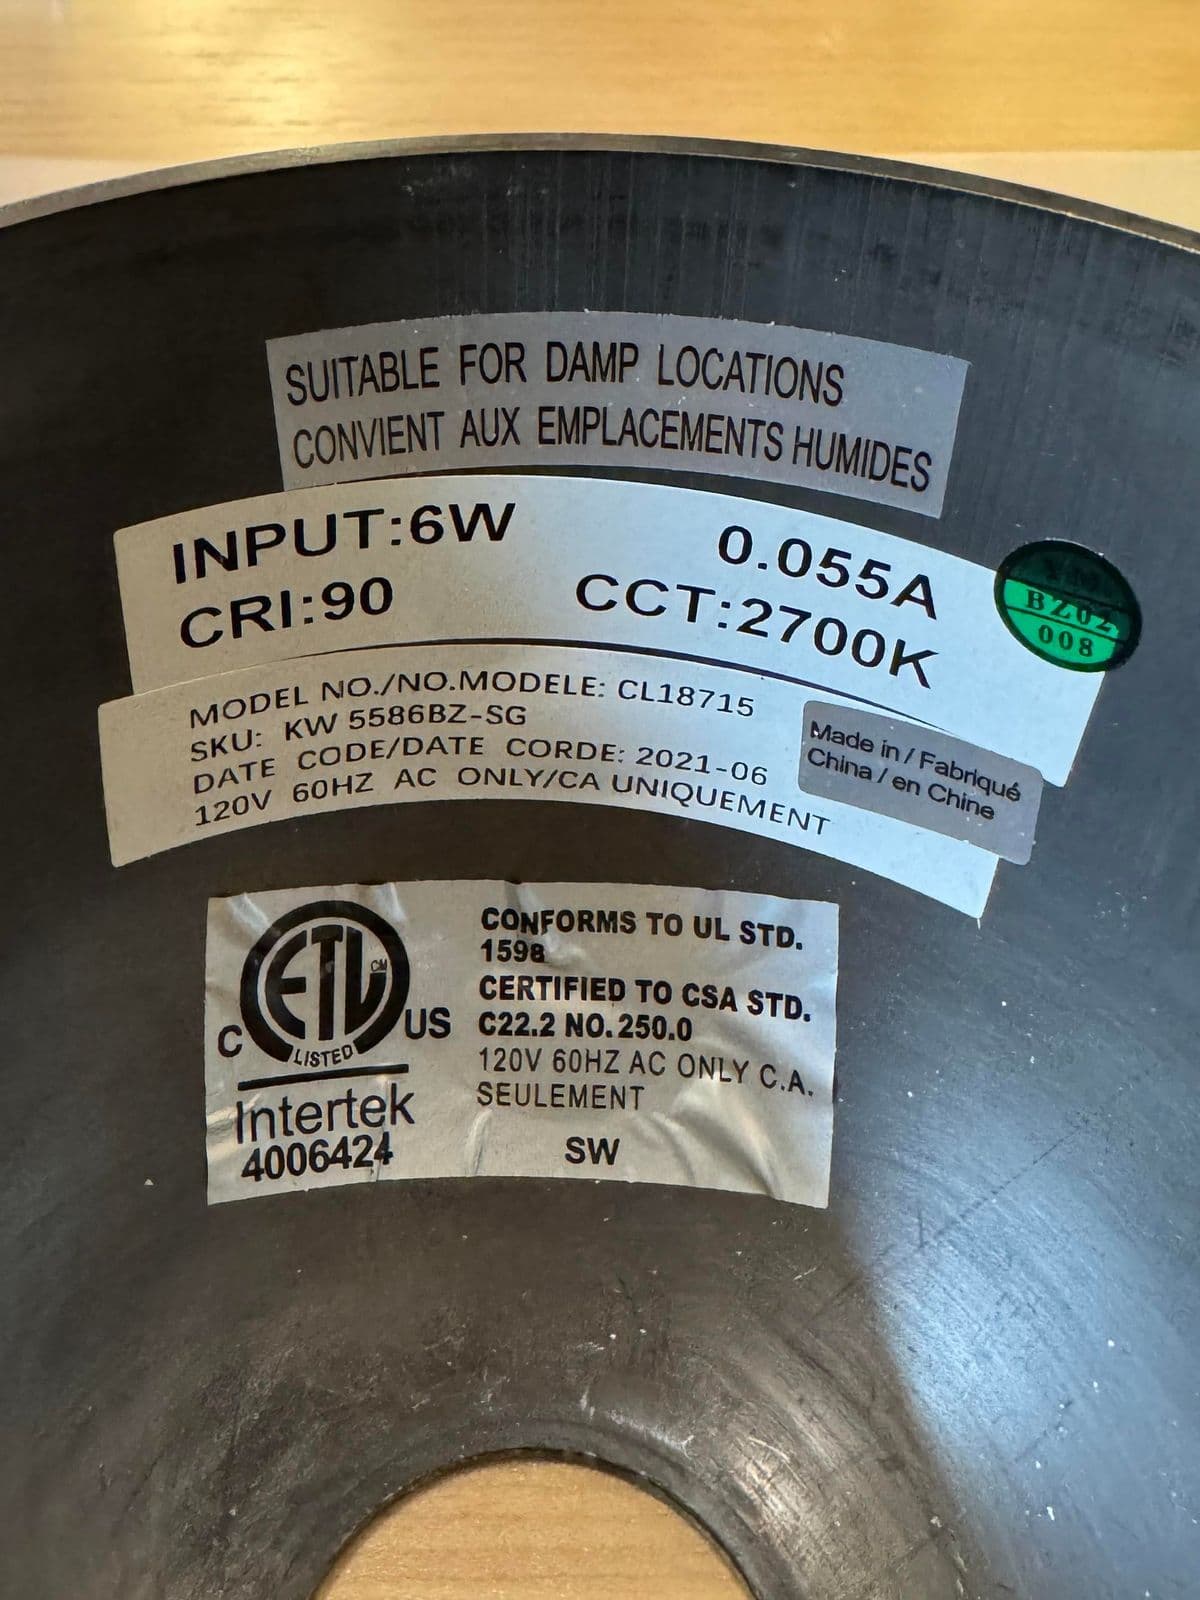 SUITABLE FOR DAMP LOCATIONS
CONVIENT AUX EMPLACEMENTS HUMIDES
INPUT:6W 0.055A
CRI:90 CCT:2700K
BZ02
008
MODEL NO./NO.MODELE: CL18715
SKU: KW 5586BZ-SG
DATE CODE/DATE CORDE: 2021-06
120V 60HZ AC ONLY/CA UNIQUEMENT
Made in / Fabriqué
China / en Chine
ETL CM
LISTED
C US
Intertek
4006424
CONFORMS TO UL STD.
1598
CERTIFIED TO CSA STD.
C22.2 NO.250.0
120V 60HZ AC ONLY C.A.
SEULEMENT
SW